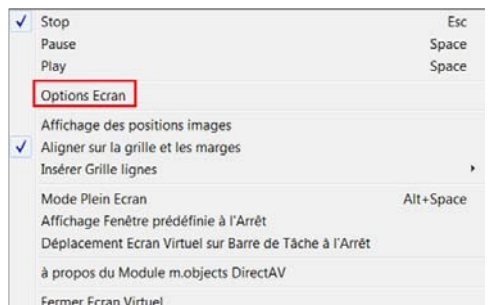 Stop Esc
Pause Space
Play Space
Options Ecran
Affichage des positions images
Aligner sur la grille et les marges
Insérer Grille lignes
Mode Plein Ecran Alt+Space
Affichage Fenêtre prédéfinie à l'Arrêt
Déplacement Ecran Virtuel sur Barre de Tâche à l'Arrêt
à propos du Module m.objects DirectAV
Fermer Ecran Virtuel